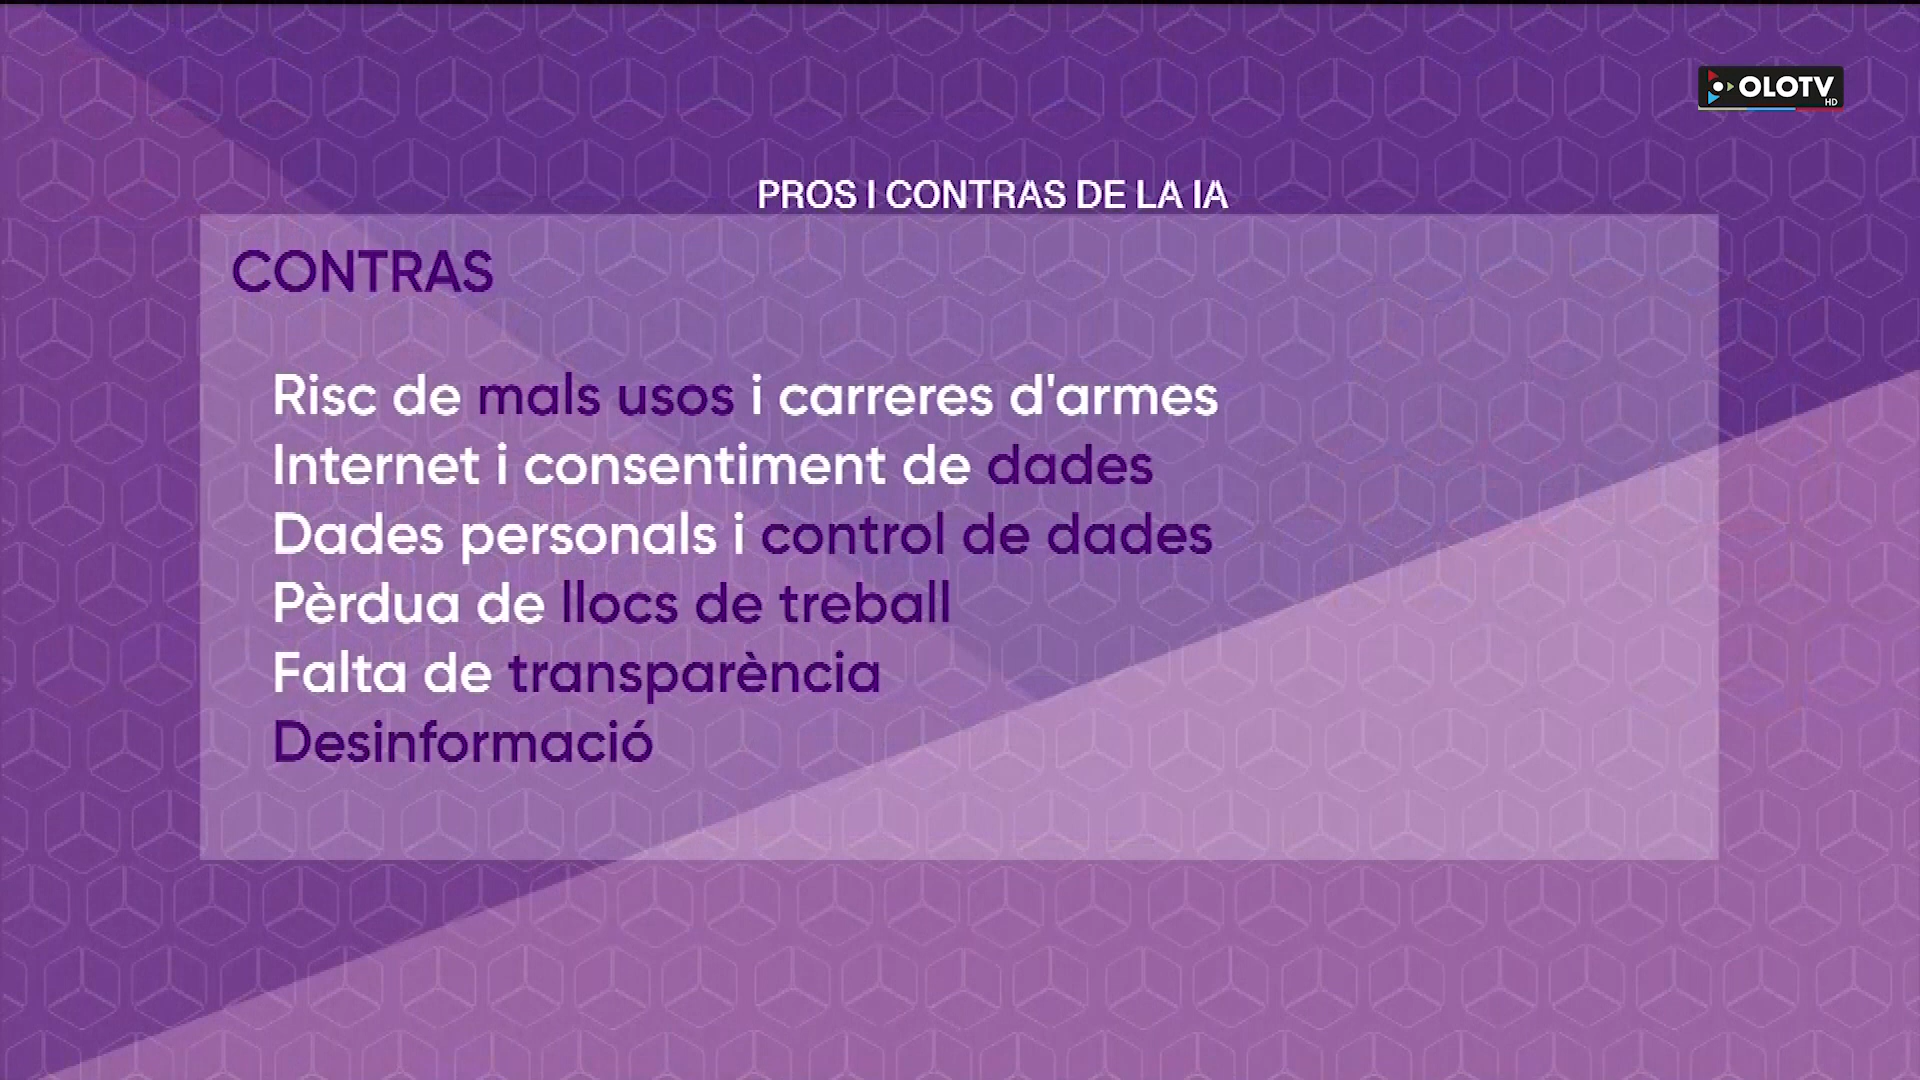 OLOTV
HD
PROS I CONTRAS DE LA IA
CONTRAS
Risc de mals usos i carreres d'armes
Internet i consentiment de dades
Dades personals i control de dades
Pèrdua de llocs de treball
Falta de transparència
Desinformació